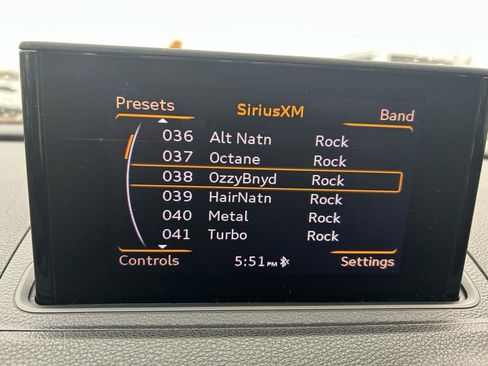 Presets SiriusXM Band
036 Alt Natn Rock
037 Octane Rock
038 OzzyBnyd Rock
039 HairNatn Rock
040 Metal Rock
041 Turbo Rock
Controls 5:51PM Settings